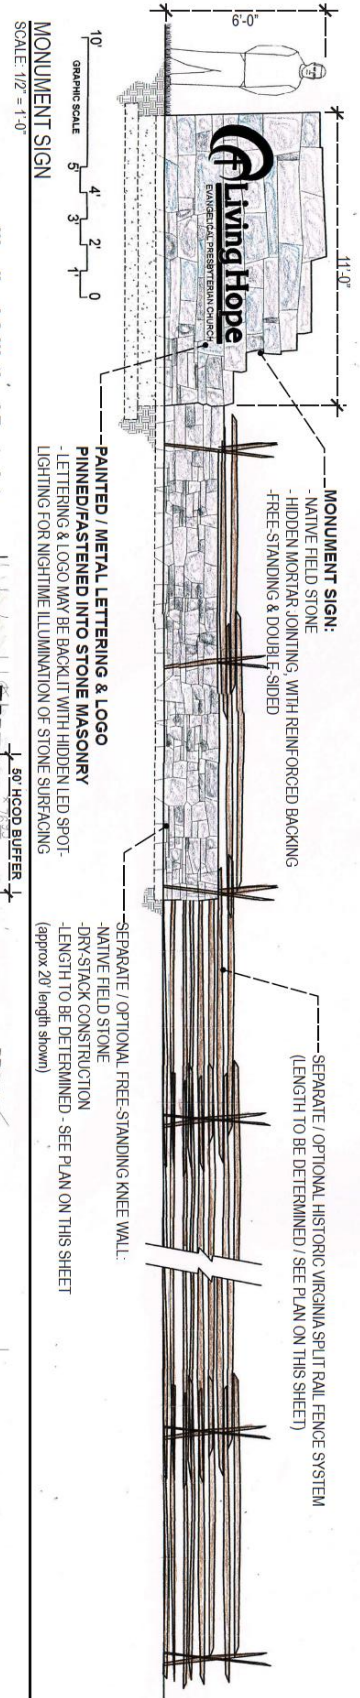 6'-0"
11'-0"
Living Hope
EVANGELICAL PRESBYTERIAN CHURCH
MONUMENT SIGN:
- NATIVE FIELD STONE
- HIDDEN MORTAR JOINTING, WITH REINFORCED BACKING
-FREE-STANDING & DOUBLE-SIDED
SEPARATE / OPTIONAL HISTORIC VIRGINIA SPLIT RAIL FENCE SYSTEM
(LENGTH TO BE DETERMINED / SEE PLAN ON THIS SHEET)
PAINTED / METAL LETTERING & LOGO
PINNED/FASTENED INTO STONE MASONRY
- LETTERING & LOGO MAY BE BACKLIT WITH HIDDEN LED SPOT-
LIGHTING FOR NIGHTIME ILLUMINATION OF STONE SURFACING
SEPARATE / OPTIONAL FREE-STANDING KNEE WALL:
-NATIVE FIELD STONE
-DRY-STACK CONSTRUCTION
-LENGTH TO BE DETERMINED - SEE PLAN ON THIS SHEET
(approx 20' length shown)
10' 5' 4' 3' 2' 1' 0
GRAPHIC SCALE
MONUMENT SIGN
SCALE: 1/2" = 1'-0"
50' HCOD BUFFER